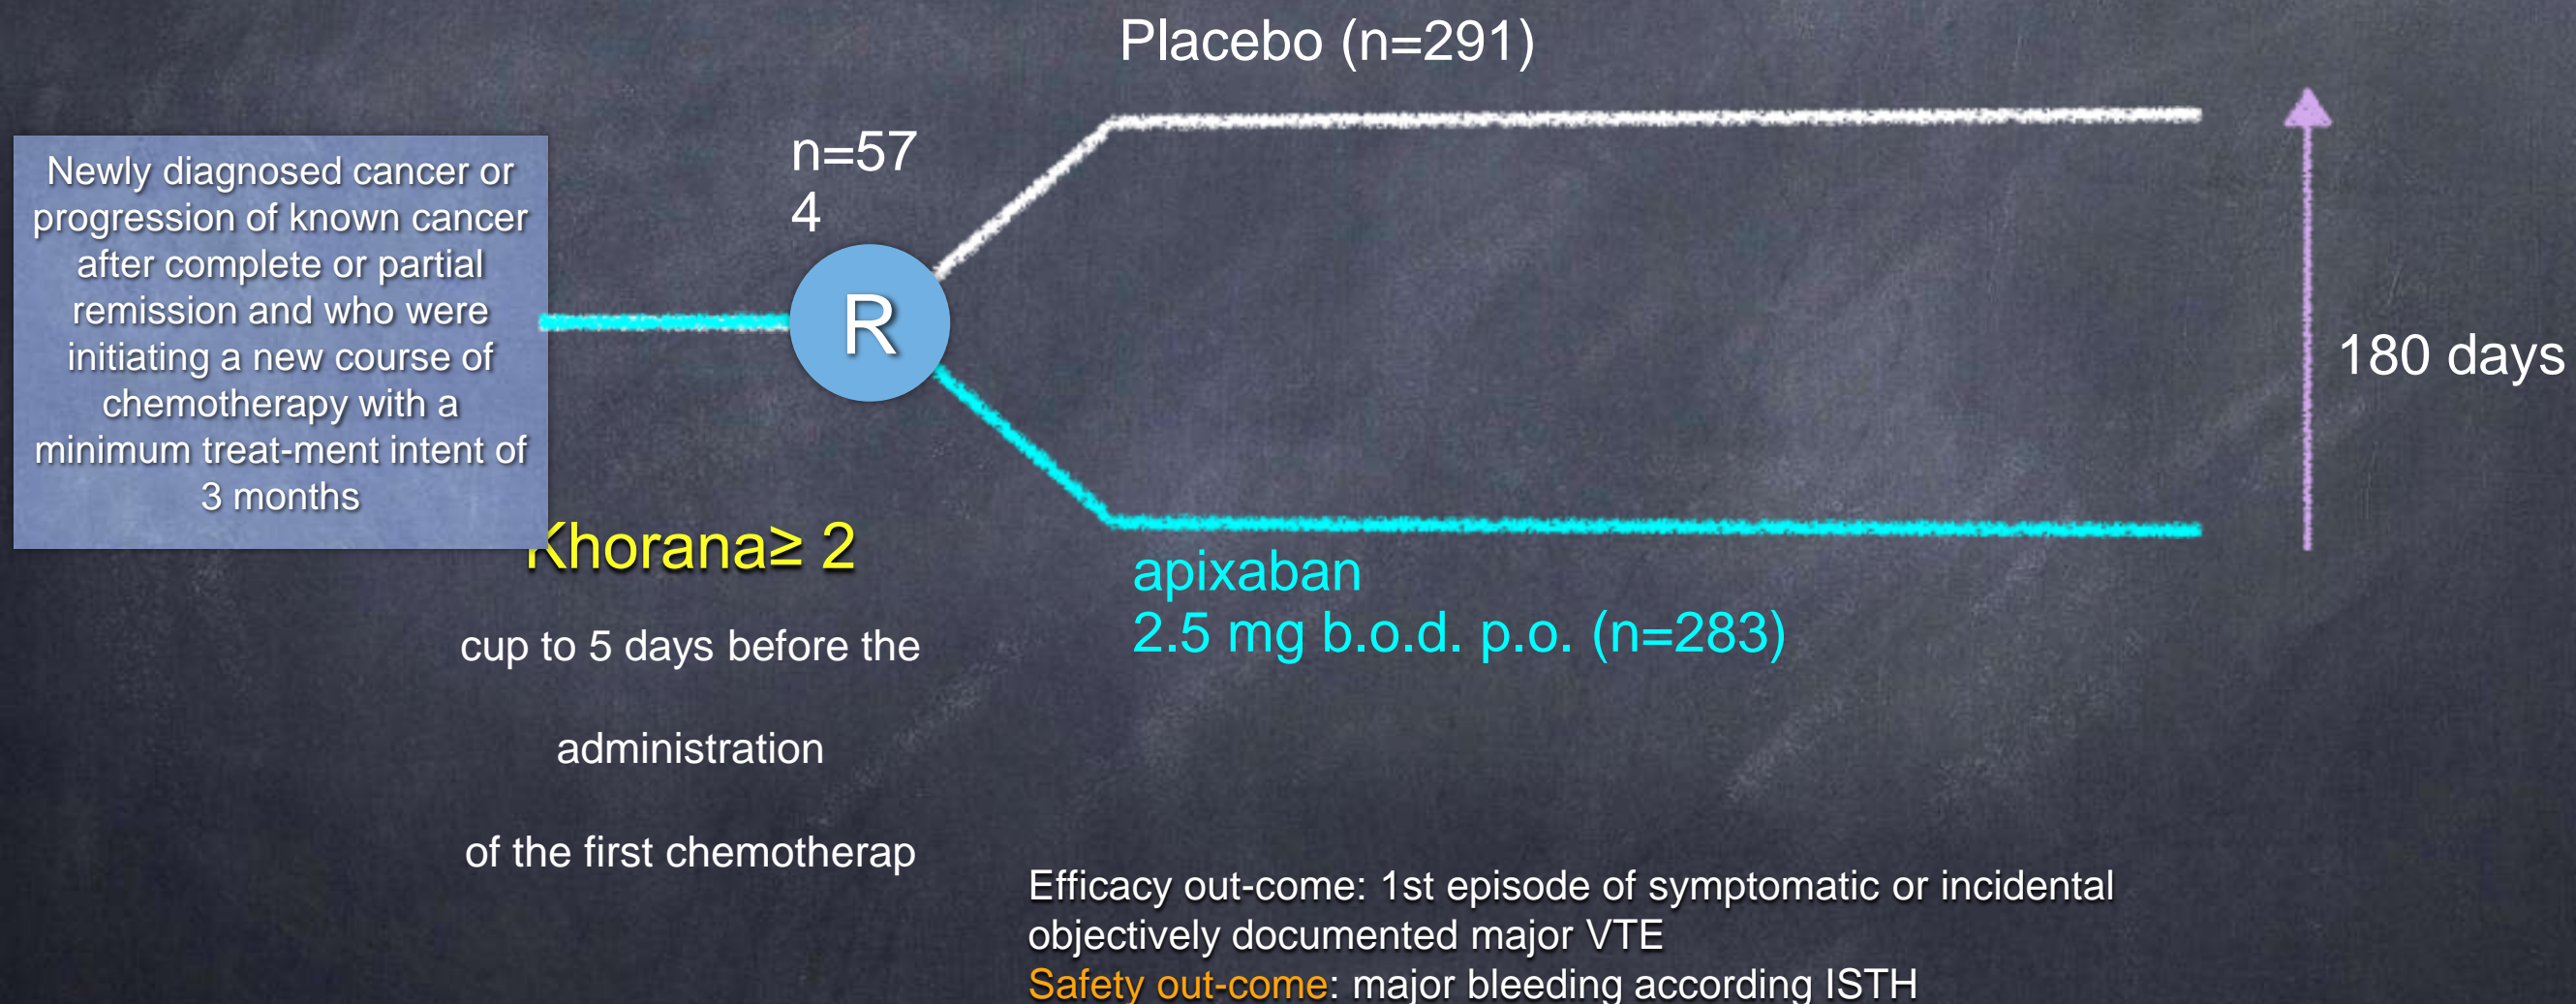 Placebo (n=291)
n=57
4
Newly diagnosed cancer or
progression of known cancer
after complete or partial
remission and who were
initiating a new course of
chemotherapy with a
minimum treat-ment intent of
3 months
R
180 days
Khorana≥ 2
cup to 5 days before the
administration
of the first chemotherap
apixaban
2.5 mg b.o.d. p.o. (n=283)
Efficacy out-come: 1st episode of symptomatic or incidental
objectively documented major VTE
Safety out-come: major bleeding according ISTH